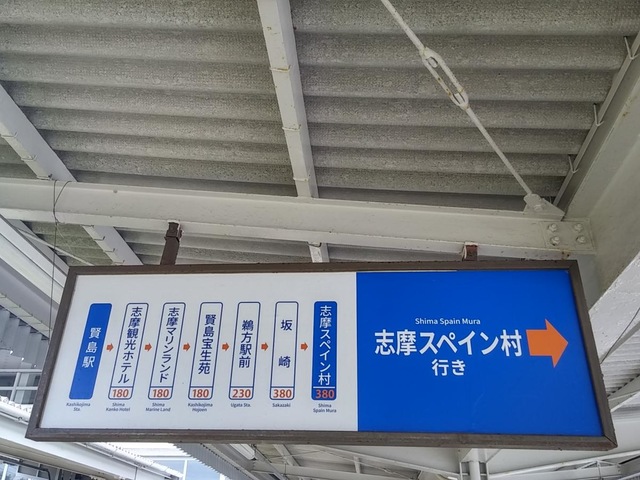 賢島駅
Kashikojima
Sta.
志摩観光ホテル
180
Shima
Kanko Hotel
志摩マリンランド
180
Shima
Marine Land
賢島宝生苑
180
Kashikojima
Hojoen
鵜方駅前
230
Ugata Sta.
坂崎
380
Sakazaki
志摩スペイン村
380
Shima
Spain Mura
Shima Spain Mura
志摩スペイン村
行き